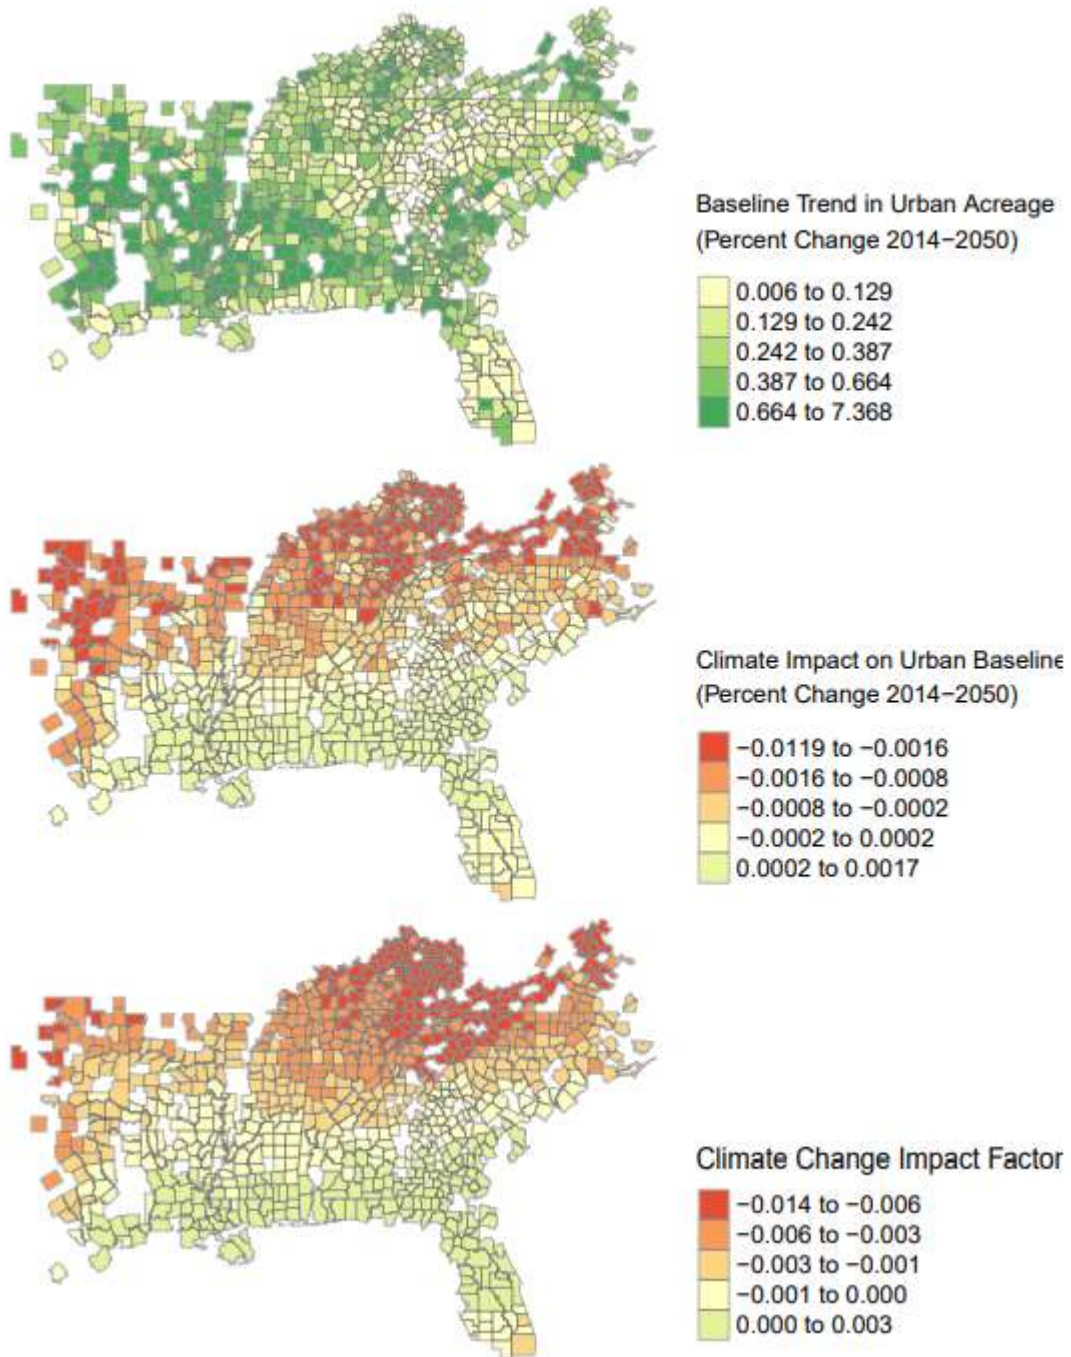 Baseline Trend in Urban Acreage
(Percent Change 2014−2050)
0.006 to 0.129
0.129 to 0.242
0.242 to 0.387
0.387 to 0.664
0.664 to 7.368
Climate Impact on Urban Baseline
(Percent Change 2014−2050)
−0.0119 to −0.0016
−0.0016 to −0.0008
−0.0008 to −0.0002
−0.0002 to 0.0002
0.0002 to 0.0017
Climate Change Impact Factor
−0.014 to −0.006
−0.006 to −0.003
−0.003 to −0.001
−0.001 to 0.000
0.000 to 0.003